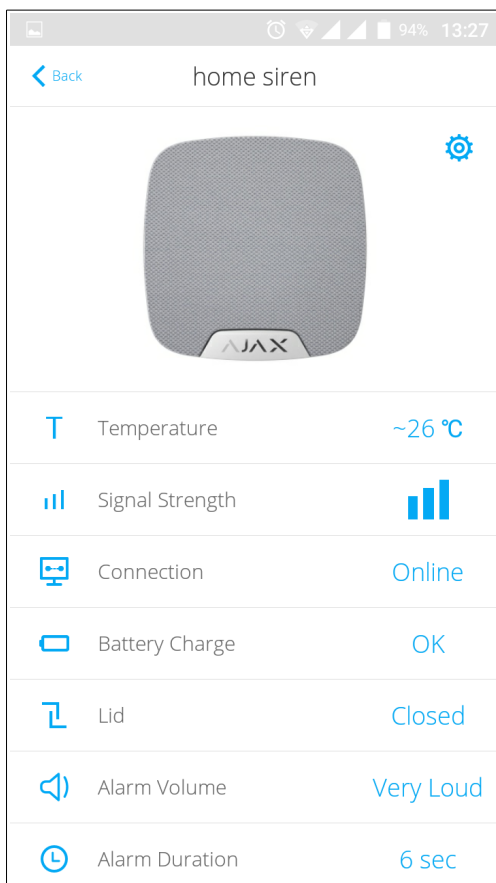 94% 13:27
Back home siren
AJAX
T Temperature ~26 °C
Signal Strength
Connection Online
Battery Charge OK
Lid Closed
Alarm Volume Very Loud
Alarm Duration 6 sec